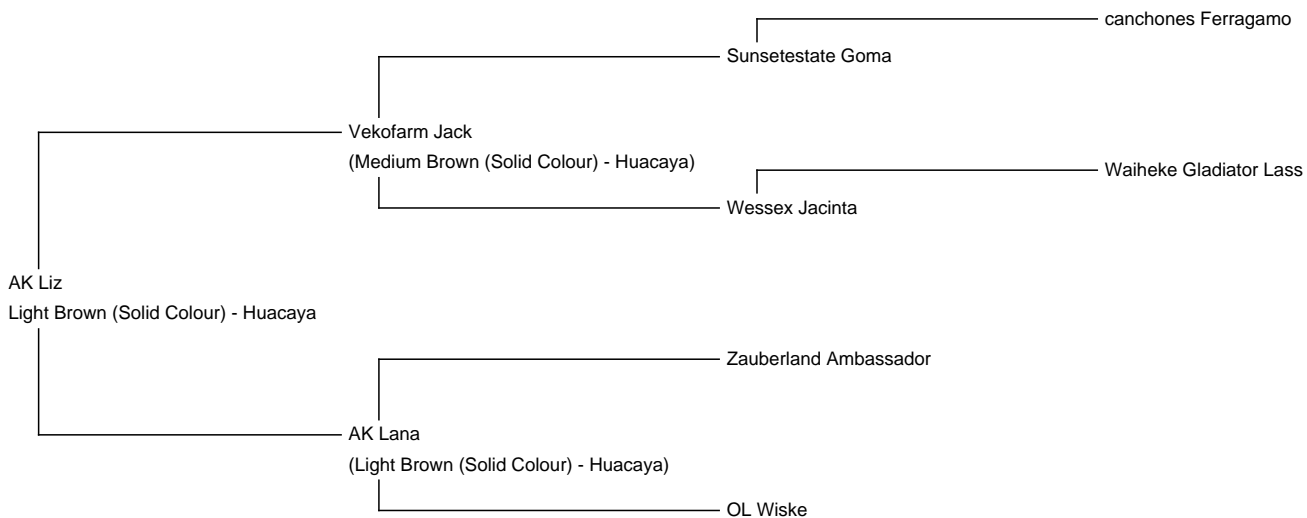 canchones Ferragamo
Sunsetestate Goma
Vekofarm Jack
(Medium Brown (Solid Colour) - Huacaya)
Waiheke Gladiator Lass
Wessex Jacinta
AK Liz
Light Brown (Solid Colour) - Huacaya
Zauberland Ambassador
AK Lana
(Light Brown (Solid Colour) - Huacaya)
OL Wiske